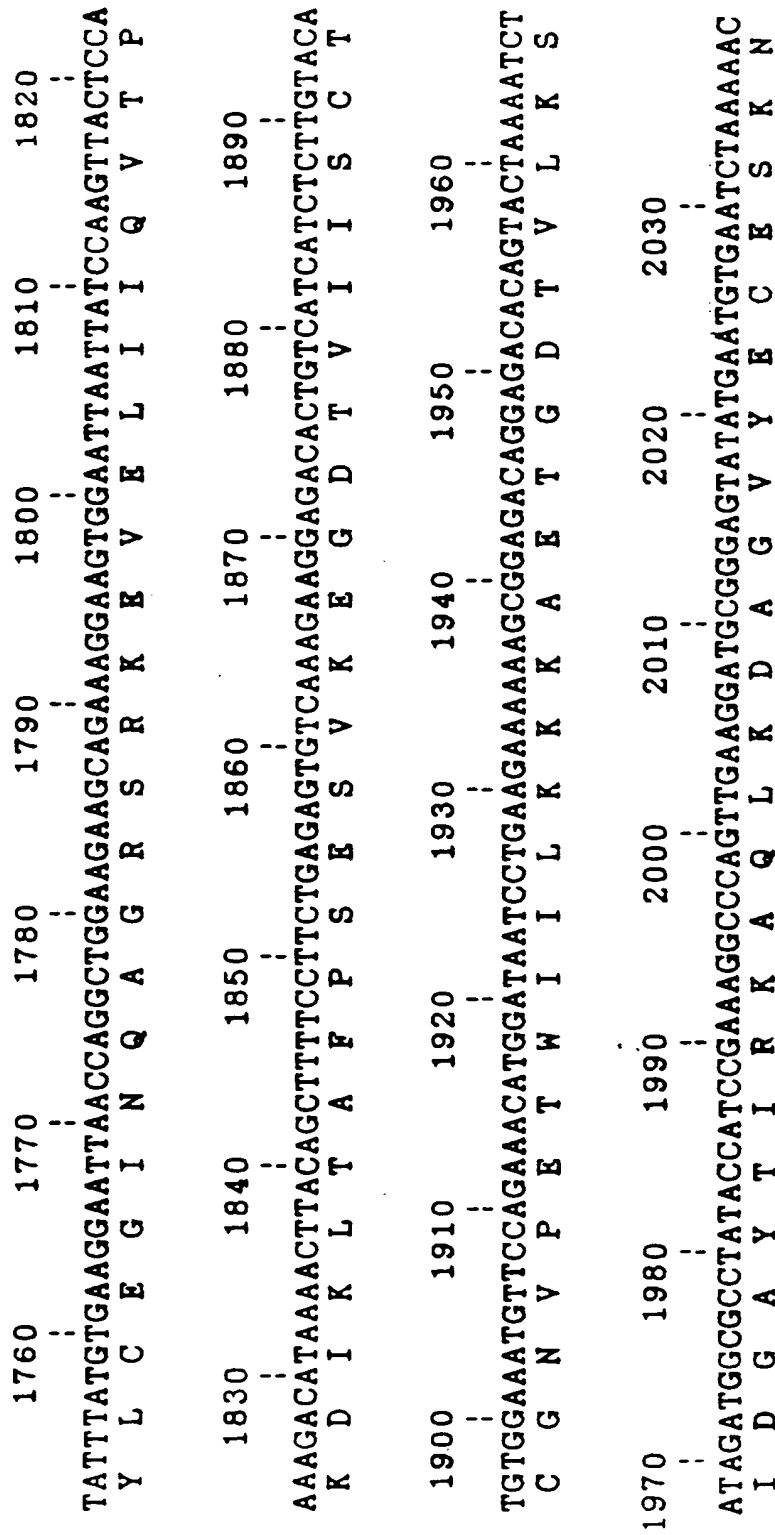 1760 1770 1780 1790 1800 1810 1820
TATTTATGTGAAGGAATTAACCAGGCTGGAAGAAGCAGAAAGGAAGTGGAATTAATTATCCAAGTTACTCCA
Y L C E G I N Q A G R S R K E V E L I I Q V T P
1830 1840 1850 1860 1870 1880 1890
AAAGACATAAAACTTACAGCTTTTCCTTCTGAGAGTGTCAAAGAAGGAGACACTGTCATCATCTCTTGTACA
K D I K L T A F P S E S V K E G D T V I I S C T
1900 1910 1920 1930 1940 1950 1960
TGTGGAAATGTTCCAGAAACATGGATAATCCTGAAGAAAAAAGCGGAGACAGGAGACACAGTACTAAAATCT
C G N V P E T W I I L K K K A E T G D T V L K S
1970 1980 1990 2000 2010 2020 2030
ATAGATGGCGCCTATACCATCCGAAAGGCCCAGTTGAAGGATGCGGGAGTATATGAATGTGAATCTAAAAAC
I D G A Y T I R K A Q L K D A G V Y E C E S K N